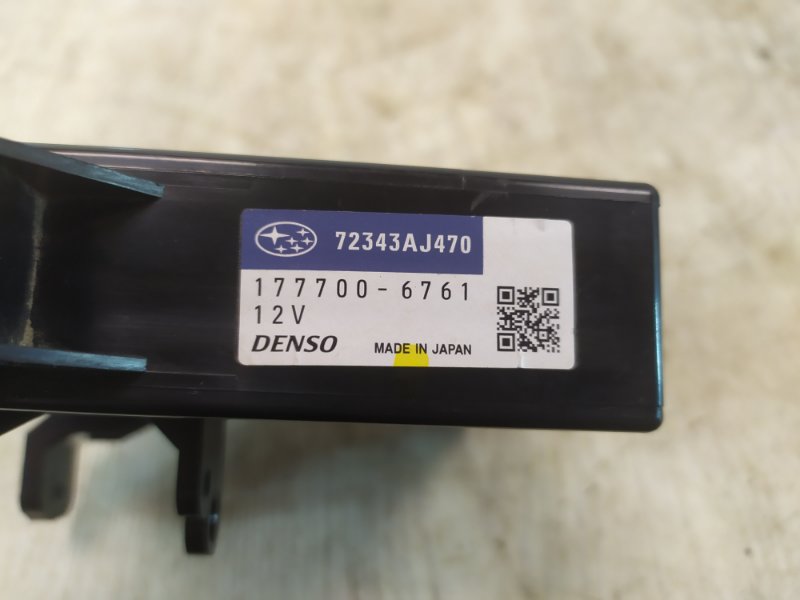 72343AJ470
177700-6761
12V
DENSO MADE IN JAPAN